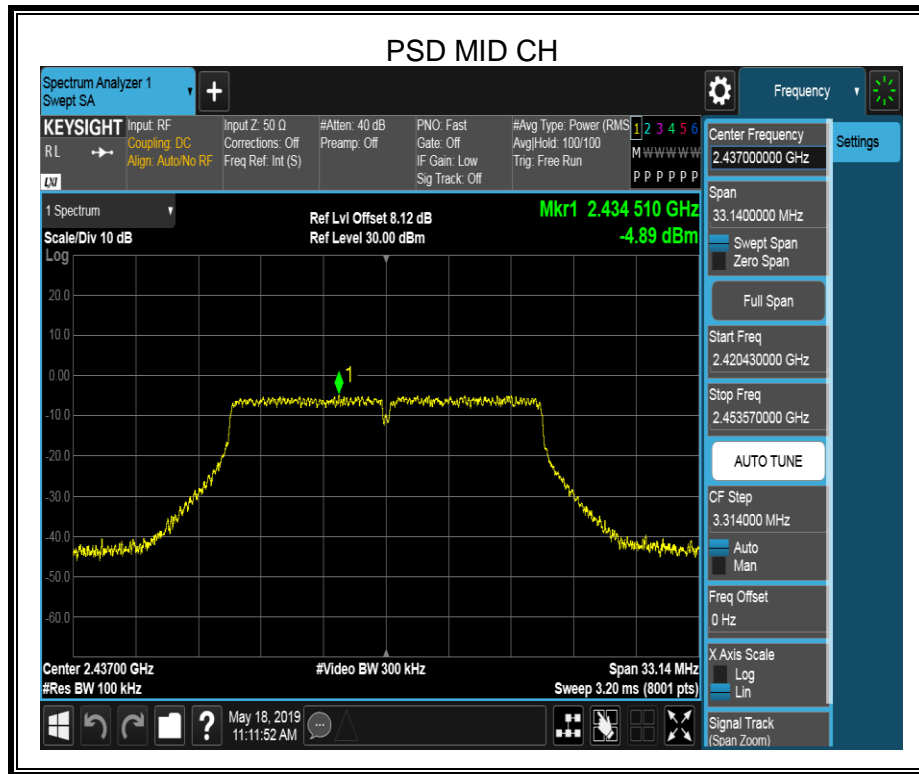 PSD MID CH
Spectrum Analyzer 1
Swept SA
+
Frequency
Settings
KEYSIGHT
RL
LXI
Input: RF
Coupling: DC
Align: Auto/No RF
Input Z: 50 Ω
Corrections: Off
Freq Ref: Int (S)
#Atten: 40 dB
Preamp: Off
PNO: Fast
Gate: Off
IF Gain: Low
Sig Track: Off
#Avg Type: Power (RMS
Avg|Hold: 100/100
Trig: Free Run
1 2 3 4 5 6
M W W W W W
P P P P P P
1 Spectrum
Scale/Div 10 dB
Log
Ref Lvl Offset 8.12 dB
Ref Level 30.00 dBm
Mkr1 2.434 510 GHz
-4.89 dBm
20.0
10.0
0.00
-10.0
-20.0
-30.0
-40.0
-50.0
-60.0
1
Center 2.43700 GHz
#Res BW 100 kHz
#Video BW 300 kHz
Span 33.14 MHz
Sweep 3.20 ms (8001 pts)
Center Frequency
2.437000000 GHz
Span
33.1400000 MHz
Swept Span
Zero Span
Full Span
Start Freq
2.420430000 GHz
Stop Freq
2.453570000 GHz
AUTO TUNE
CF Step
3.314000 MHz
Auto
Man
Freq Offset
0 Hz
X Axis Scale
Log
Lin
Signal Track
(Span Zoom)
?
May 18, 2019
11:11:52 AM